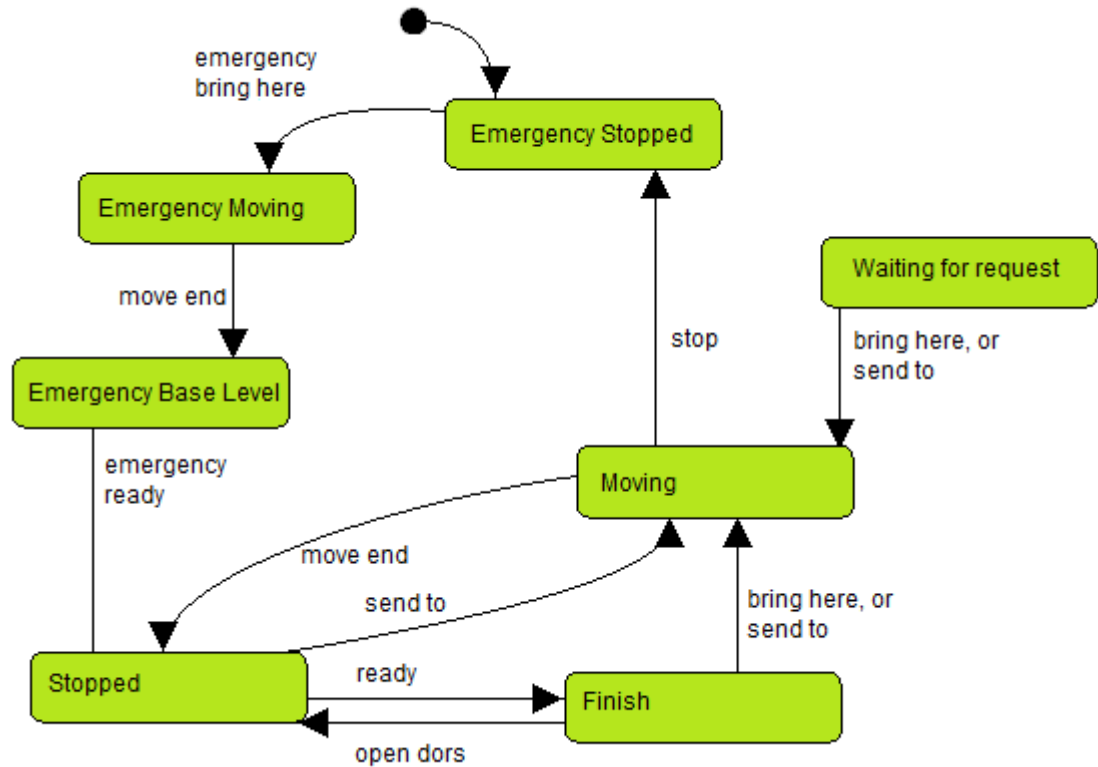 emergency
bring here
Emergency Stopped
Emergency Moving
Waiting for request
move end
stop
bring here, or
send to
Emergency Base Level
emergency
ready
Moving
move end
send to
bring here, or
send to
Stopped
ready
Finish
open dors